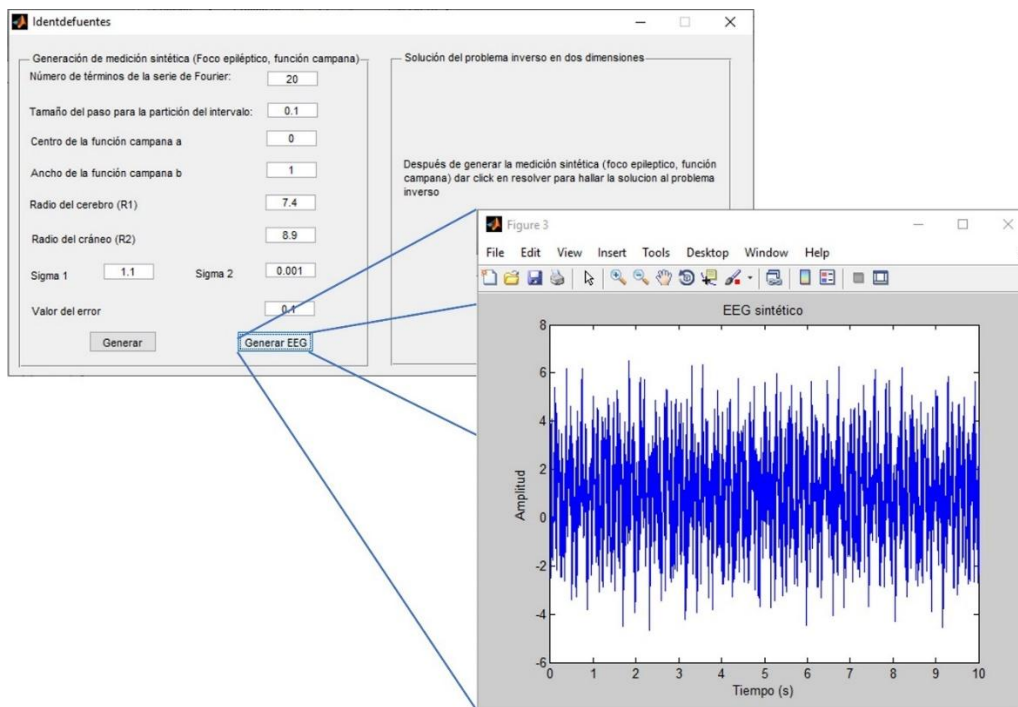 Identdefuentes
Generación de medición sintética (Foco epiléptico, función campana)
Número de términos de la serie de Fourier:
20
Tamaño del paso para la partición del intervalo:
0.1
Centro de la función campana a
0
Ancho de la función campana b
1
Radio del cerebro (R1)
7.4
Radio del cráneo (R2)
8.9
Sigma 1
1.1
Sigma 2
0.001
Valor del error
0.1
Generar
Generar EEG
Solución del problema inverso en dos dimensiones
Después de generar la medición sintética (foco epileptico, función
campana) dar click en resolver para hallar la solucion al problema
inverso
Figure 3
File Edit View Insert Tools Desktop Window Help
EEG sintético
Amplitud
8
6
4
2
0
-2
-4
-6
0 1 2 3 4 5 6 7 8 9 10
Tiempo (s)